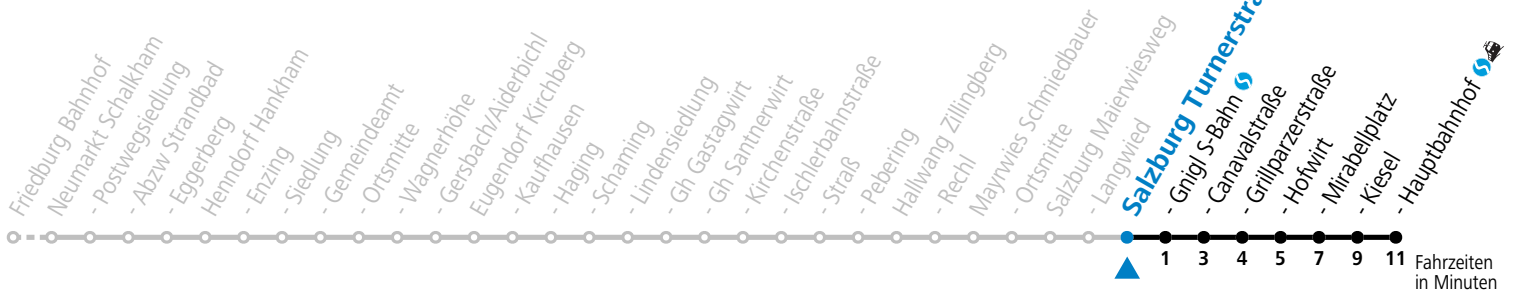 Friedburg Bahnhof
Neumarkt Schalkham
- Postwegsiedlung
- Abzw Strandbad
- Eggerberg
Henndorf Hankham
- Enzing
- Siedlung
- Gemeindeamt
- Ortsmitte
- Wagnerhöhe
- Gersbach/Aiderbichl
Eugendorf Kirchberg
- Kaufhausen
- Haging
- Schaming
- Lindensiedlung
- Gh Gastagwirt
- Gh Santnerwirt
- Kirchenstraße
- Ischlerbahnstraße
- Straß
- Pebering
Hallwang Zillingberg
- Rechl
Mayrwies Schmiedbauer
- Ortsmitte
Salzburg Maierwiesweg
- Langwied
Salzburg Turnerstra
- Gnigl S-Bahn
- Canavalstraße
- Grillparzerstraße
- Hofwirt
- Mirabellplatz
- Kiesel
- Hauptbahnhof
1 3 4 5 7 9 11
Fahrzeiten
in Minuten